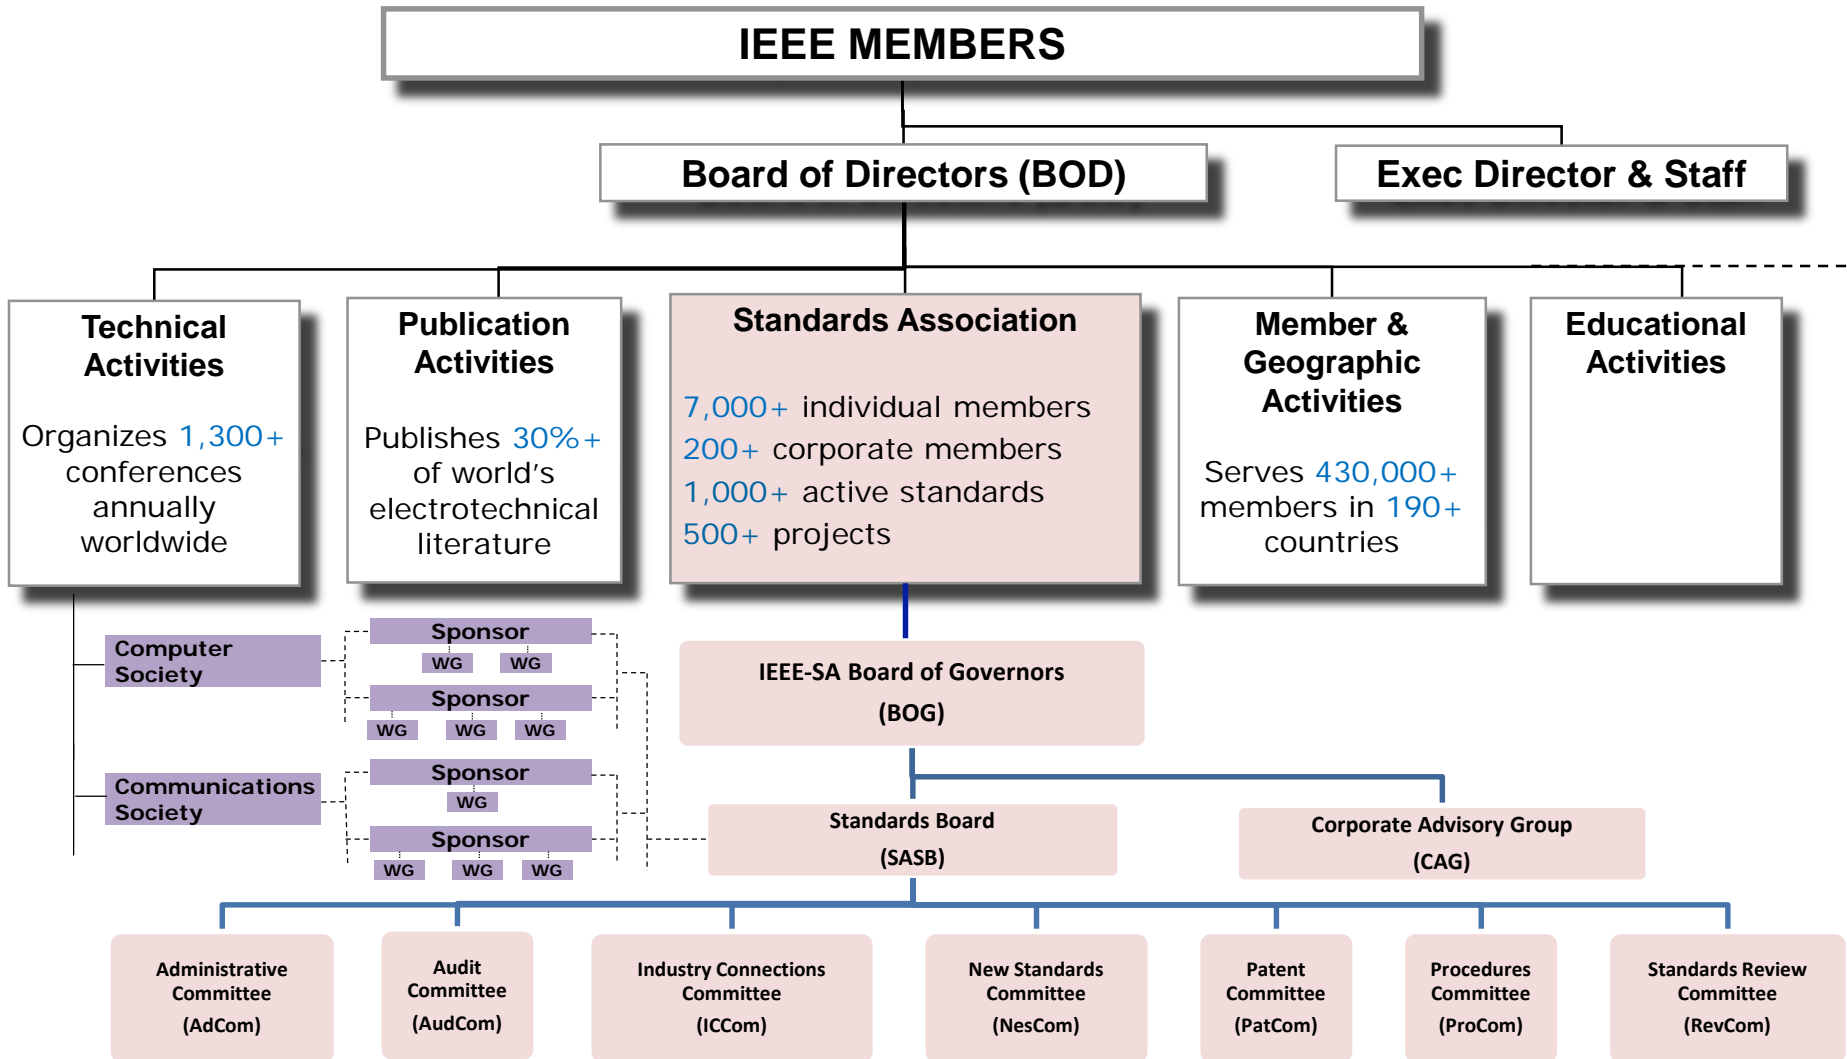 IEEE MEMBERS
Board of Directors (BOD)
Exec Director & Staff
Technical
Activities
Organizes 1,300+
conferences
annually
worldwide
Publication
Activities
Publishes 30%+
of world's
electrotechnical
literature
Standards Association
7,000+ individual members
200+ corporate members
1,000+ active standards
500+ projects
Member &
Geographic
Activities
Serves 430,000+
members in 190+
countries
Educational
Activities
Computer
Society
Sponsor
WG WG
Sponsor
WG WG WG
Communications
Society
Sponsor
WG
Sponsor
WG WG WG
IEEE-SA Board of Governors
(BOG)
Standards Board
(SASB)
Corporate Advisory Group
(CAG)
Administrative
Committee
(AdCom)
Audit
Committee
(AudCom)
Industry Connections
Committee
(ICCom)
New Standards
Committee
(NesCom)
Patent
Committee
(PatCom)
Procedures
Committee
(ProCom)
Standards Review
Committee
(RevCom)